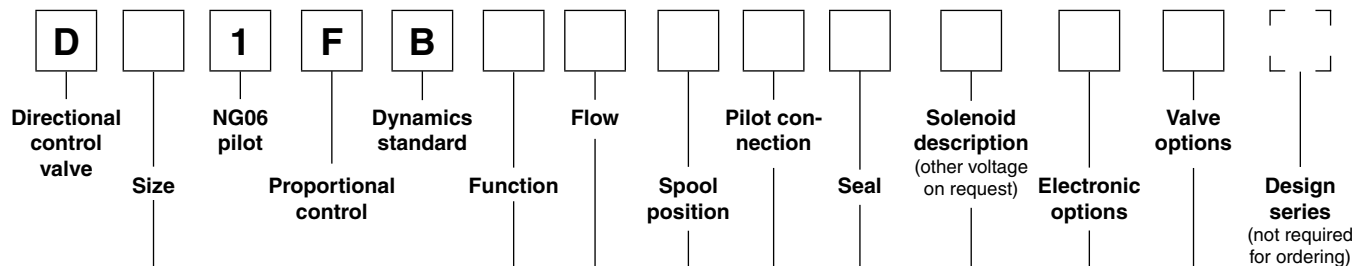 D 1 F B
Directional
control
valve
NG06
pilot
Dynamics
standard
Flow
Pilot con-
nection
Solenoid
description
(other voltage
on request)
Valve
options
Size
Proportional
control
Function
Spool
position
Seal
Electronic
options
Design
series
(not required
for ordering)